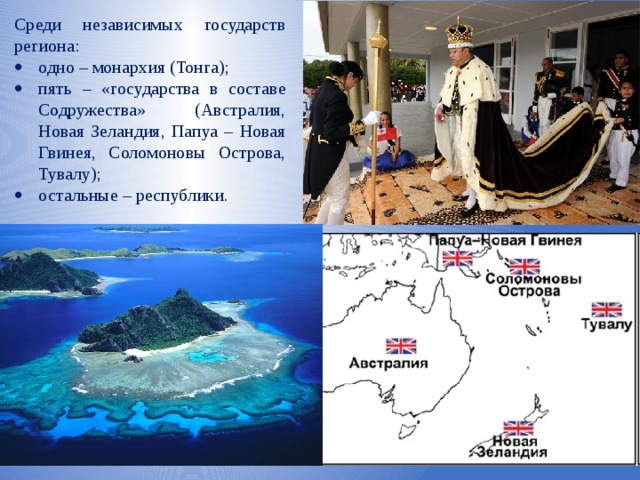 Среди независимых государств
региона:
• одно – монархия (Тонга);
• пять – «государства в составе
Содружества» (Австралия,
Новая Зеландия, Папуа – Новая
Гвинея, Соломоновы Острова,
Тувалу);
• остальные – республики.
Папуа–Новая Гвинея
Соломоновы
Острова
Тувалу
Австралия
Новая
Зеландия